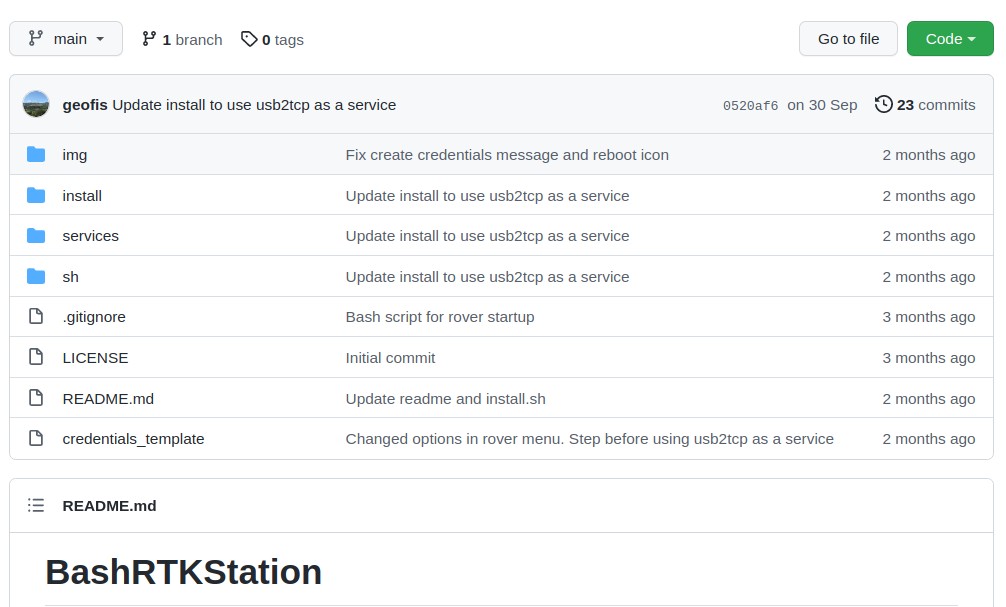 main 1 branch 0 tags Go to file Code
geofis Update install to use usb2tcp as a service 0520af6 on 30 Sep 23 commits
img Fix create credentials message and reboot icon 2 months ago
install Update install to use usb2tcp as a service 2 months ago
services Update install to use usb2tcp as a service 2 months ago
sh Update install to use usb2tcp as a service 2 months ago
.gitignore Bash script for rover startup 3 months ago
LICENSE Initial commit 3 months ago
README.md Update readme and install.sh 2 months ago
credentials_template Changed options in rover menu. Step before using usb2tcp as a service 2 months ago
README.md
BashRTKStation